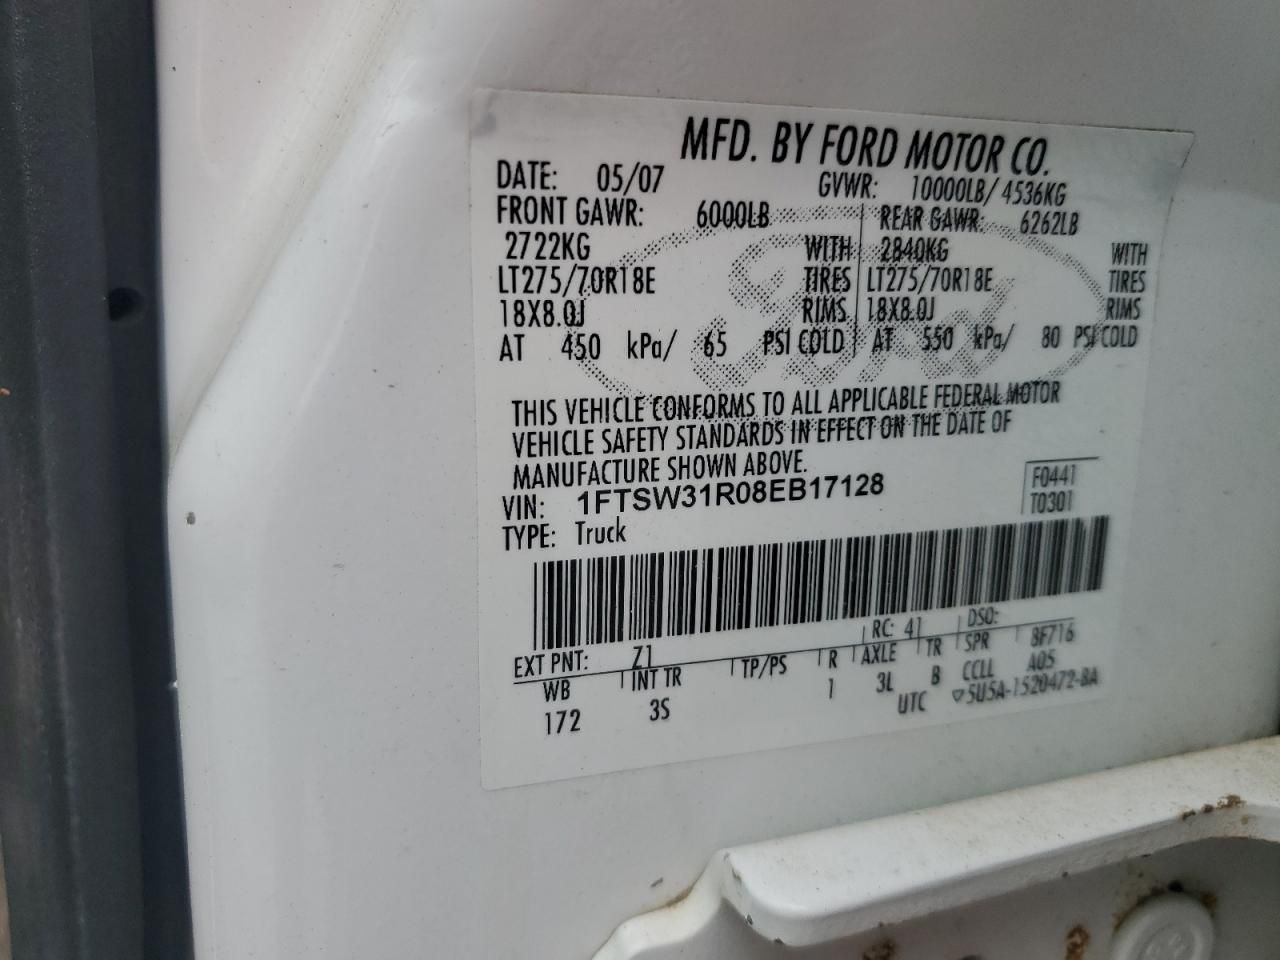 MFD. BY FORD MOTOR CO.
DATE: 05/07 GVWR: 10000LB/ 4536KG
FRONT GAWR: 6000LB REAR GAWR: 6262LB
2722KG WITH 2840KG WITH
LT275/70R18E TIRES LT275/70R18E TIRES
18X8.0J RIMS 18X8.0J RIMS
AT 450 kPa/ 65 PSI COLD AT 550 kPa/ 80 PSI COLD
THIS VEHICLE CONFORMS TO ALL APPLICABLE FEDERAL MOTOR
VEHICLE SAFETY STANDARDS IN EFFECT ON THE DATE OF
MANUFACTURE SHOWN ABOVE.
VIN: 1FTSW31R08EB17128 F0441
TYPE: Truck T0301
EXT PNT: Z1 RC: 41 DSO:
WB INT TR TP/PS R AXLE TR SPR 8F716
172 3S 1 3L B CCLL A05
UTC ▽5U5A-1520472-BA
Ford